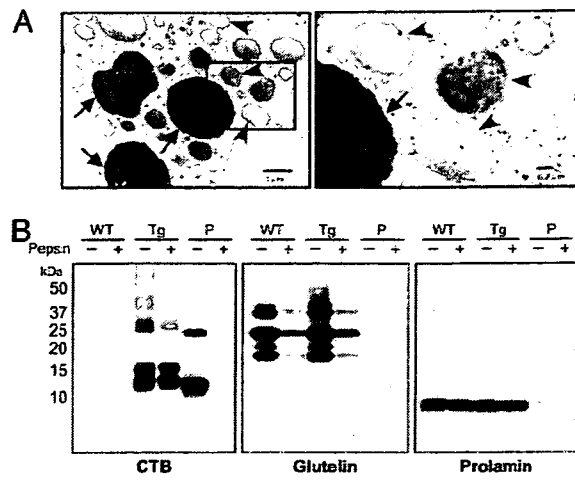 A
B
WT Tg P WT Tg P WT Tg P
Pepsin − + − + − + − + − + − + − + − + − +
kDa
50
37
25
20
15
10
CTB Glutelin Prolamin